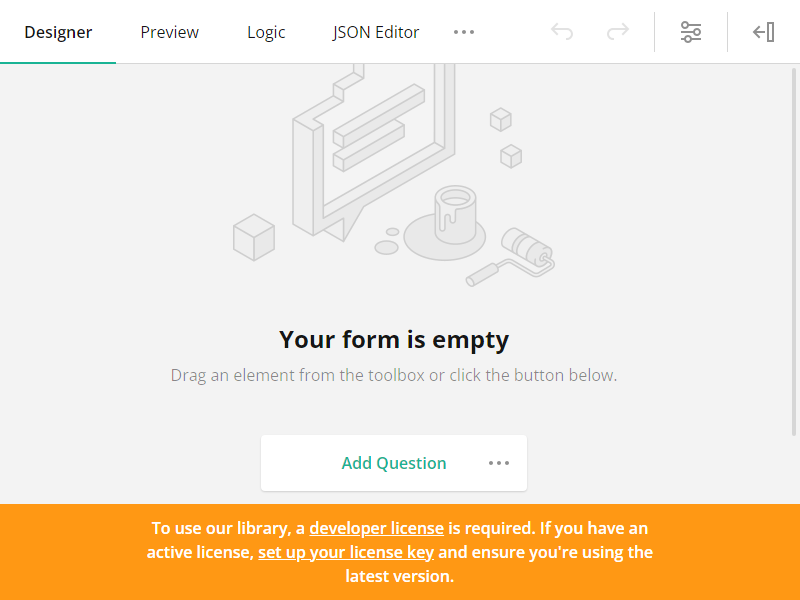 Designer Preview Logic JSON Editor
Your form is empty
Drag an element from the toolbox or click the button below.
Add Question
To use our library, a developer license is required. If you have an
active license, set up your license key and ensure you're using the
latest version.